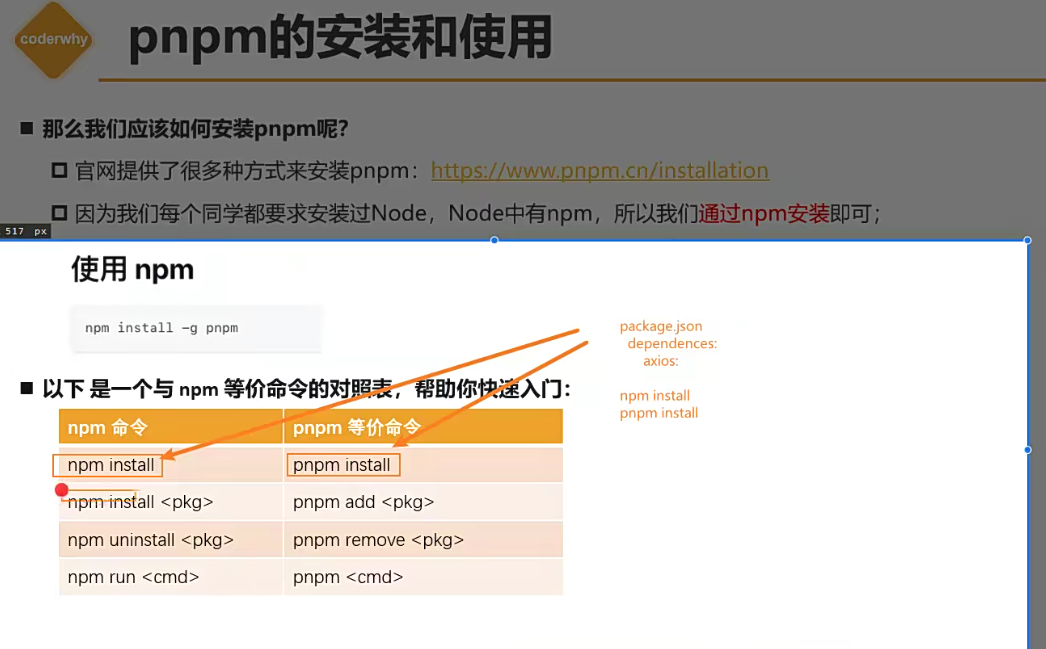 coderwhy
pnpm的安装和使用
那么我们应该如何安装pnpm呢？
官网提供了很多种方式来安装pnpm：https://www.pnpm.cn/installation
因为我们每个同学都要求安装过Node，Node中有npm，所以我们通过npm安装即可；
517 px
使用 npm
npm install -g pnpm
package.json
dependences:
axios:
npm install
pnpm install
以下 是一个与 npm 等价命令的对照表，帮助你快速入门：
npm 命令 pnpm 等价命令
npm install pnpm install
npm install <pkg> pnpm add <pkg>
npm uninstall <pkg> pnpm remove <pkg>
npm run <cmd> pnpm <cmd>